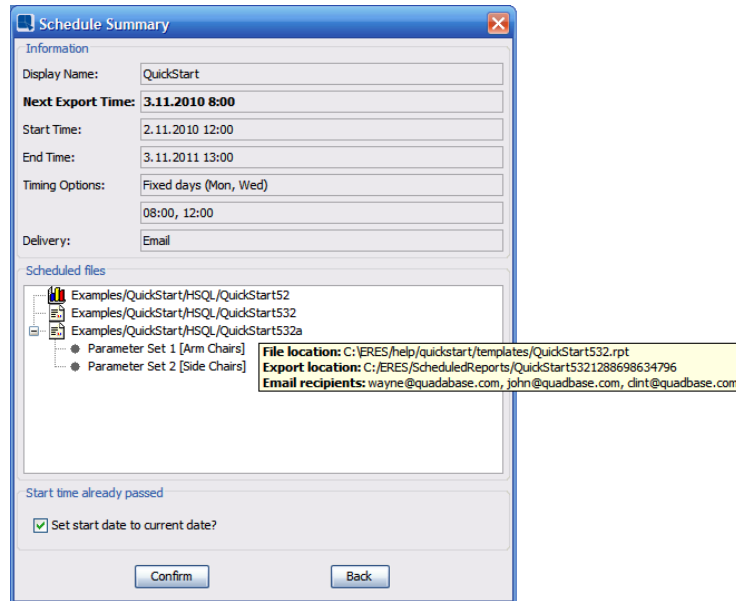 Schedule Summary
Information
Display Name: QuickStart
Next Export Time: 3.11.2010 8:00
Start Time: 2.11.2010 12:00
End Time: 3.11.2011 13:00
Timing Options: Fixed days (Mon, Wed)
08:00, 12:00
Delivery: Email
Scheduled files
Examples/QuickStart/HSQL/QuickStart52
Examples/QuickStart/HSQL/QuickStart532
Examples/QuickStart/HSQL/QuickStart532a
Parameter Set 1 [Arm Chairs]
Parameter Set 2 [Side Chairs]
File location: C:\ERES/help/quickstart/templates/QuickStart532.rpt
Export location: C:/ERES/ScheduledReports/QuickStart5321288698634796
Email recipients: wayne@quadabase.com, john@quadbase.com, clint@quadbase.com
Start time already passed
Set start date to current date?
Confirm Back